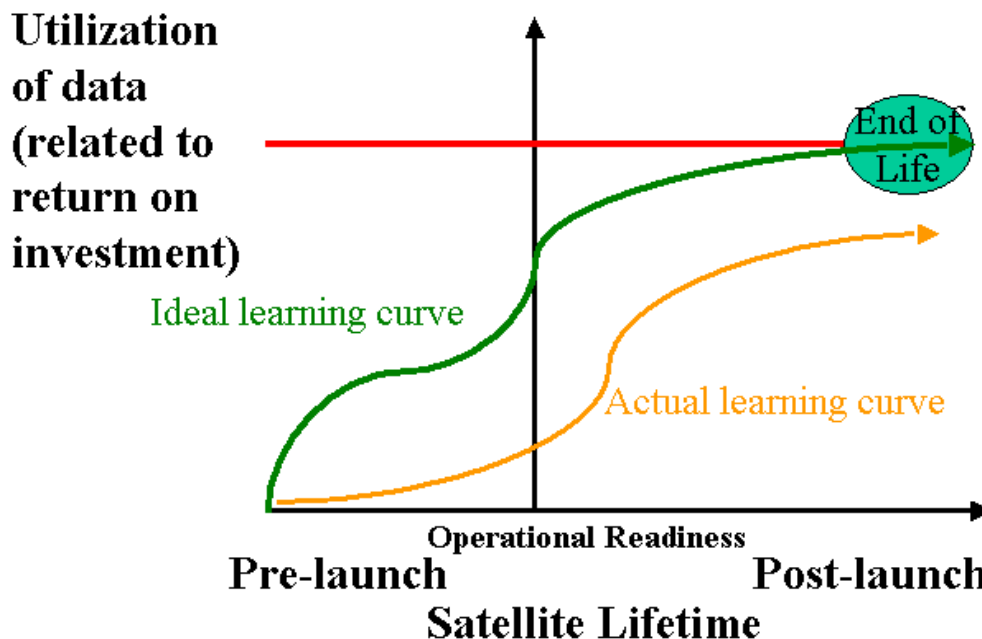 Utilization
of data
(related to
return on
investment)
End of
Life
Ideal learning curve
Actual learning curve
Operational Readiness
Pre-launch
Post-launch
Satellite Lifetime